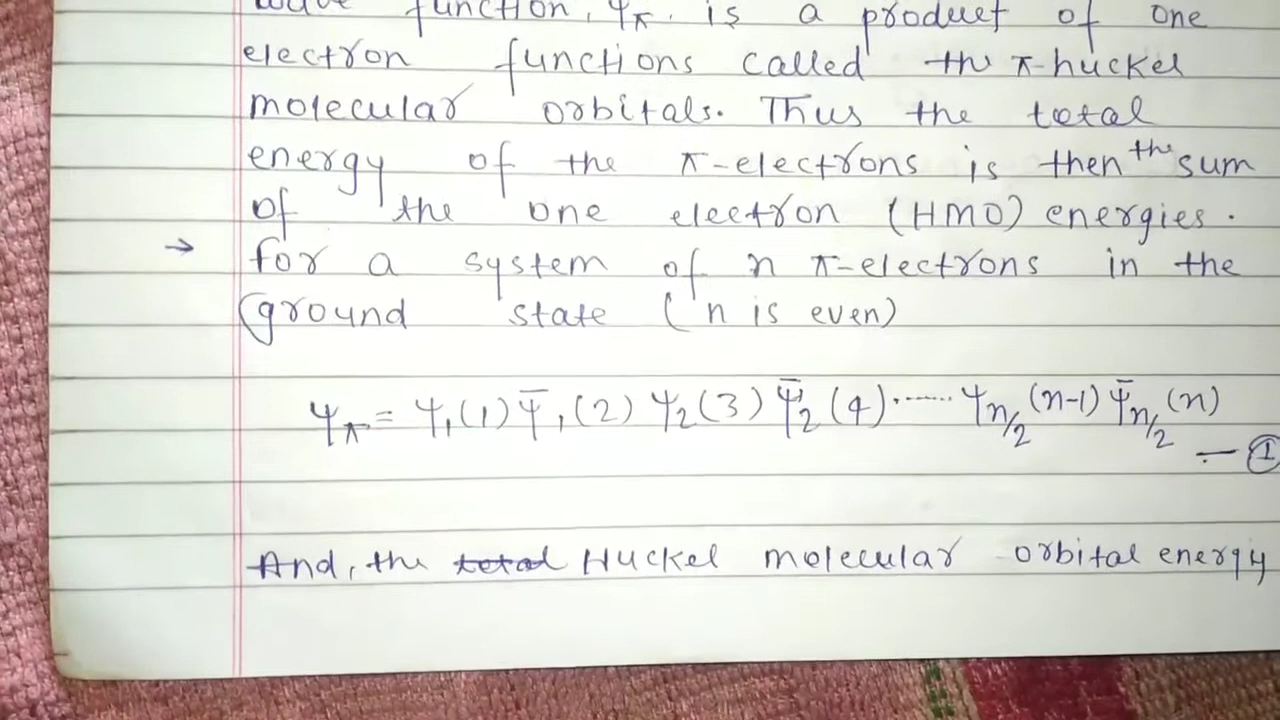 wave function, Ψπ. is a product of one
electron functions called the π-huckel
molecular orbitals. Thus the total
energy of the π-electrons is then the sum
of the one electron (HMO) energies.
→ for a system of n π-electrons in the
ground state (n is even)
Ψπ = Ψ₁(1) Ψ̄₁(2) Ψ₂(3) Ψ̄₂(4)........ Ψn/₂(n-1) Ψ̄n/₂(n)
— ①
And, the total Huckel molecular orbital energy